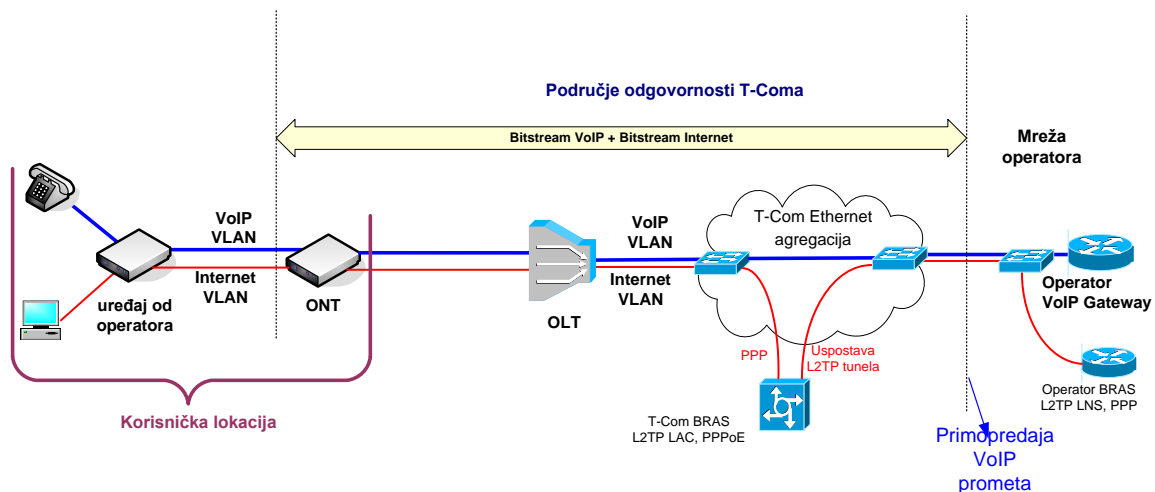 Područje odgovornosti T-Coma
Bitstream VoIP + Bitstream Internet
Mreža
operatora
VoIP
VLAN
Internet
VLAN
uređaj od
operatora
ONT
OLT
VoIP
VLAN
Internet
VLAN
T-Com Ethernet
agregacija
Operator
VoIP Gateway
PPP
Uspostava
L2TP tunela
T-Com BRAS
L2TP LAC, PPPoE
Operator BRAS
L2TP LNS, PPP
Korisnička lokacija
Primopredaja
VoIP
prometa